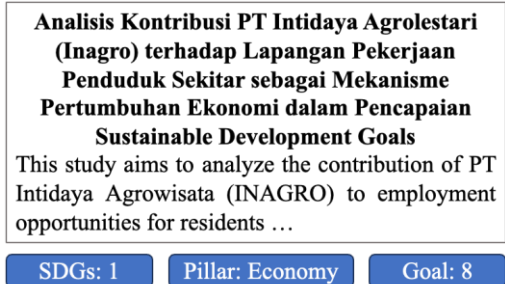 Analisis Kontribusi PT Intidaya Agrolestari
(Inagro) terhadap Lapangan Pekerjaan
Penduduk Sekitar sebagai Mekanisme
Pertumbuhan Ekonomi dalam Pencapaian
Sustainable Development Goals
This study aims to analyze the contribution of PT
Intidaya Agrowisata (INAGRO) to employment
opportunities for residents …
SDGs: 1 Pillar: Economy Goal: 8